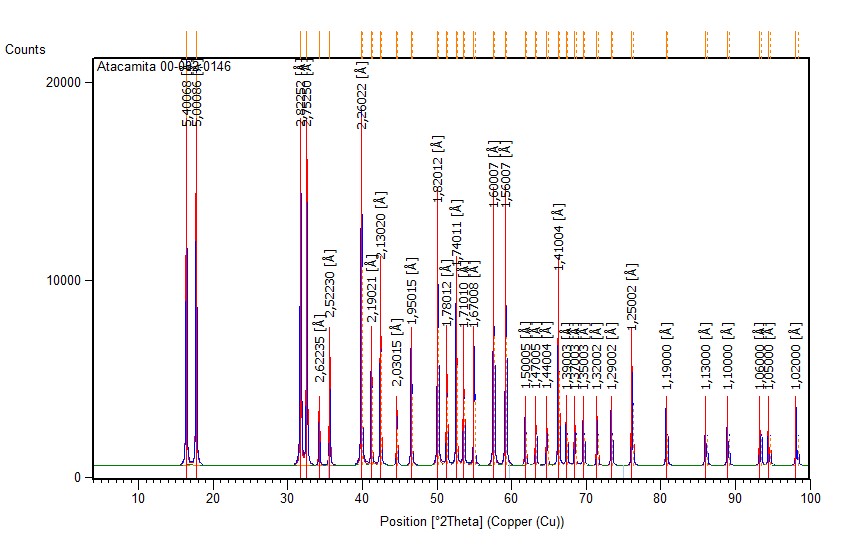 Counts
Atacamita 00-002-0146
20000
10000
0
5,40068 [Å]
5,00086 [Å]
2,82252 [Å]
2,75250 [Å]
2,62235 [Å]
2,52230 [Å]
2,26022 [Å]
2,19021 [Å]
2,13020 [Å]
2,03015 [Å]
1,95015 [Å]
1,82012 [Å]
1,78012 [Å]
1,74011 [Å]
1,71010 [Å]
1,67008 [Å]
1,60007 [Å]
1,56007 [Å]
1,50005 [Å]
1,47005 [Å]
1,44004 [Å]
1,41004 [Å]
1,39003 [Å]
1,37003 [Å]
1,35003 [Å]
1,32002 [Å]
1,29002 [Å]
1,25002 [Å]
1,19000 [Å]
1,13000 [Å]
1,10000 [Å]
1,06000 [Å]
1,05000 [Å]
1,02000 [Å]
10 20 30 40 50 60 70 80 90 100
Position [°2Theta] (Copper (Cu))